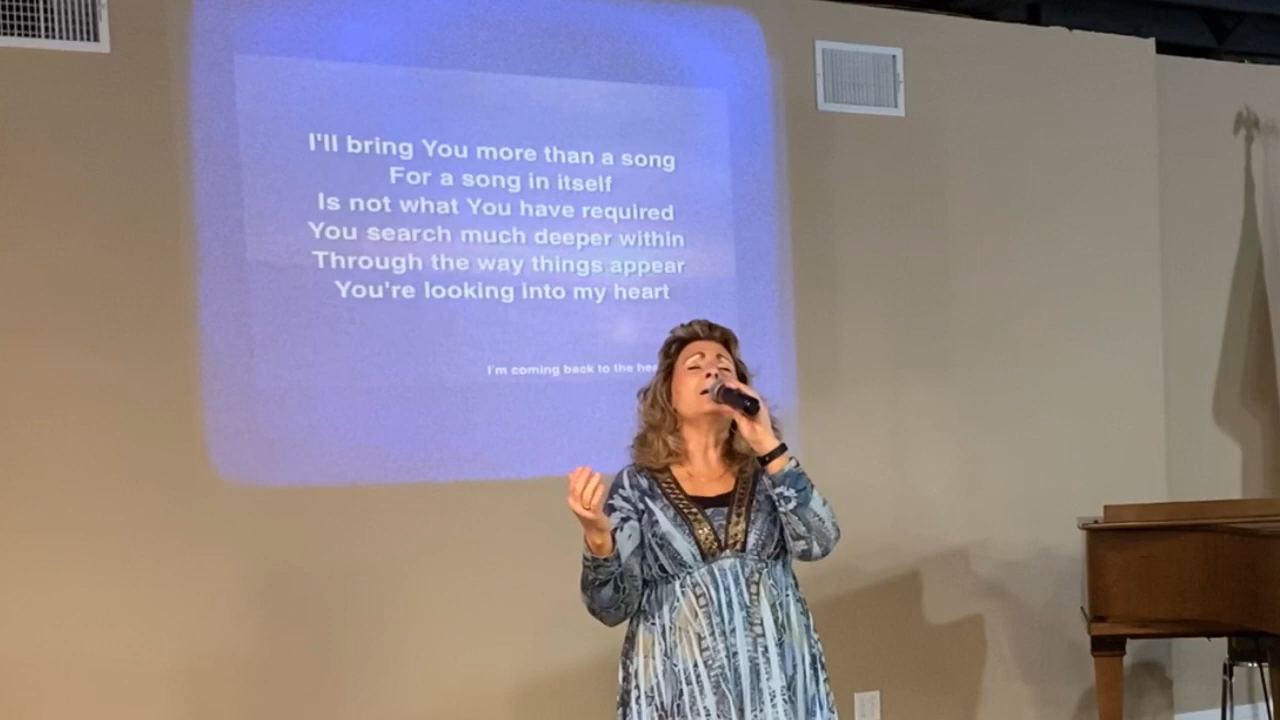 I'll bring You more than a song
For a song in itself
Is not what You have required
You search much deeper within
Through the way things appear
You're looking into my heart
I'm coming back to the